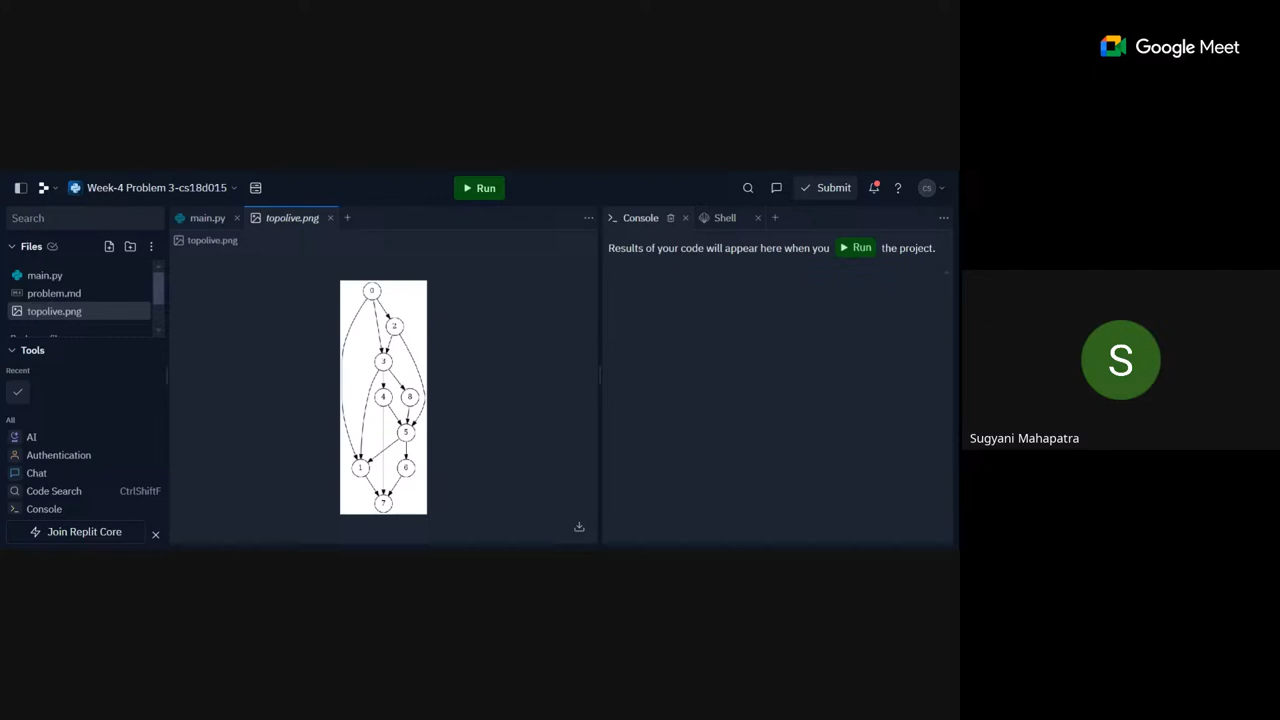 Google Meet
Week-4 Problem 3-cs18d015
Run
Submit
CS
Search
main.py
topolive.png
Console
Shell
topolive.png
Files
Results of your code will appear here when you Run the project.
main.py
problem.md
topolive.png
Tools
Recent
All
AI
Authentication
Chat
Code Search CtrlShiftF
Console
Join Replit Core
0
2
3
4 8
5
1 6
7
S
Sugyani Mahapatra